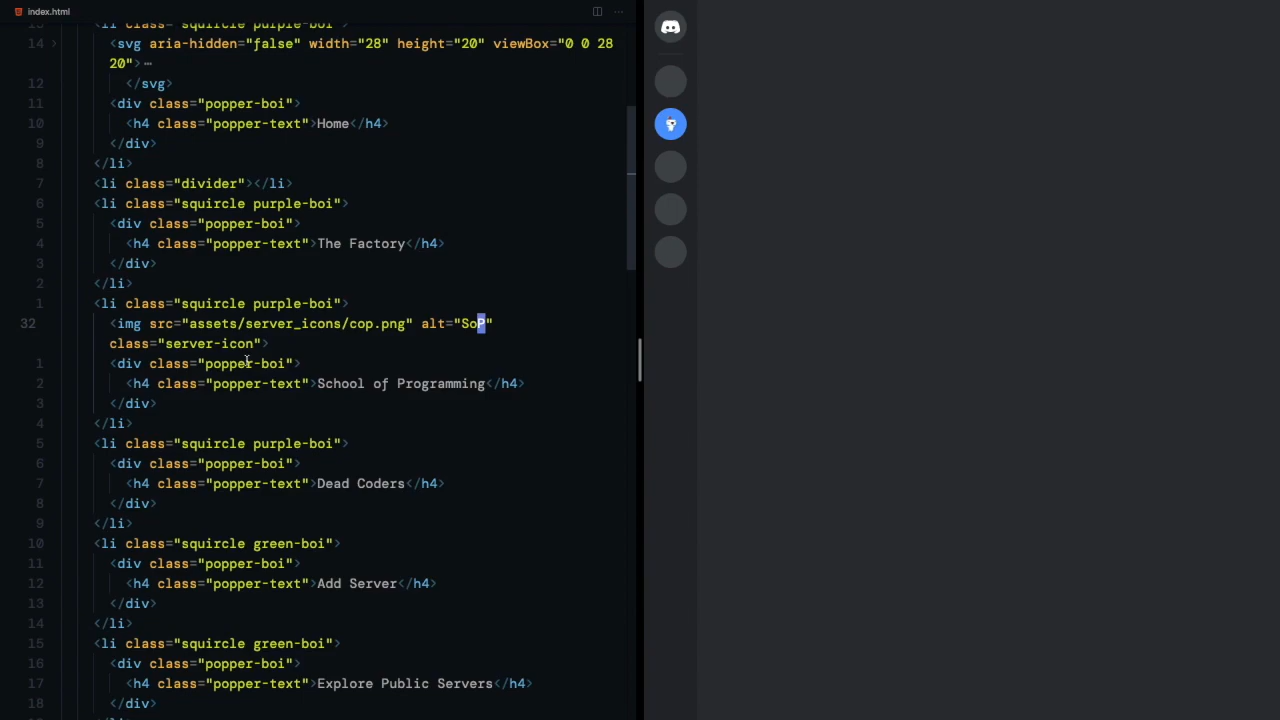 index.html
13 <li class="squircle purple-boi">
14 <svg aria-hidden="false" width="28" height="20" viewBox="0 0 28
20"> ⋯
12 </svg>
11 <div class="popper-boi">
10 <h4 class="popper-text">Home</h4>
9 </div>
8 </li>
7 <li class="divider"></li>
6 <li class="squircle purple-boi">
5 <div class="popper-boi">
4 <h4 class="popper-text">The Factory</h4>
3 </div>
2 </li>
1 <li class="squircle purple-boi">
32 <img src="assets/server_icons/cop.png" alt="SoP"
class="server-icon">
1 <div class="popper-boi">
2 <h4 class="popper-text">School of Programming</h4>
3 </div>
4 </li>
5 <li class="squircle purple-boi">
6 <div class="popper-boi">
7 <h4 class="popper-text">Dead Coders</h4>
8 </div>
9 </li>
10 <li class="squircle green-boi">
11 <div class="popper-boi">
12 <h4 class="popper-text">Add Server</h4>
13 </div>
14 </li>
15 <li class="squircle green-boi">
16 <div class="popper-boi">
17 <h4 class="popper-text">Explore Public Servers</h4>
18 </div>
</li>